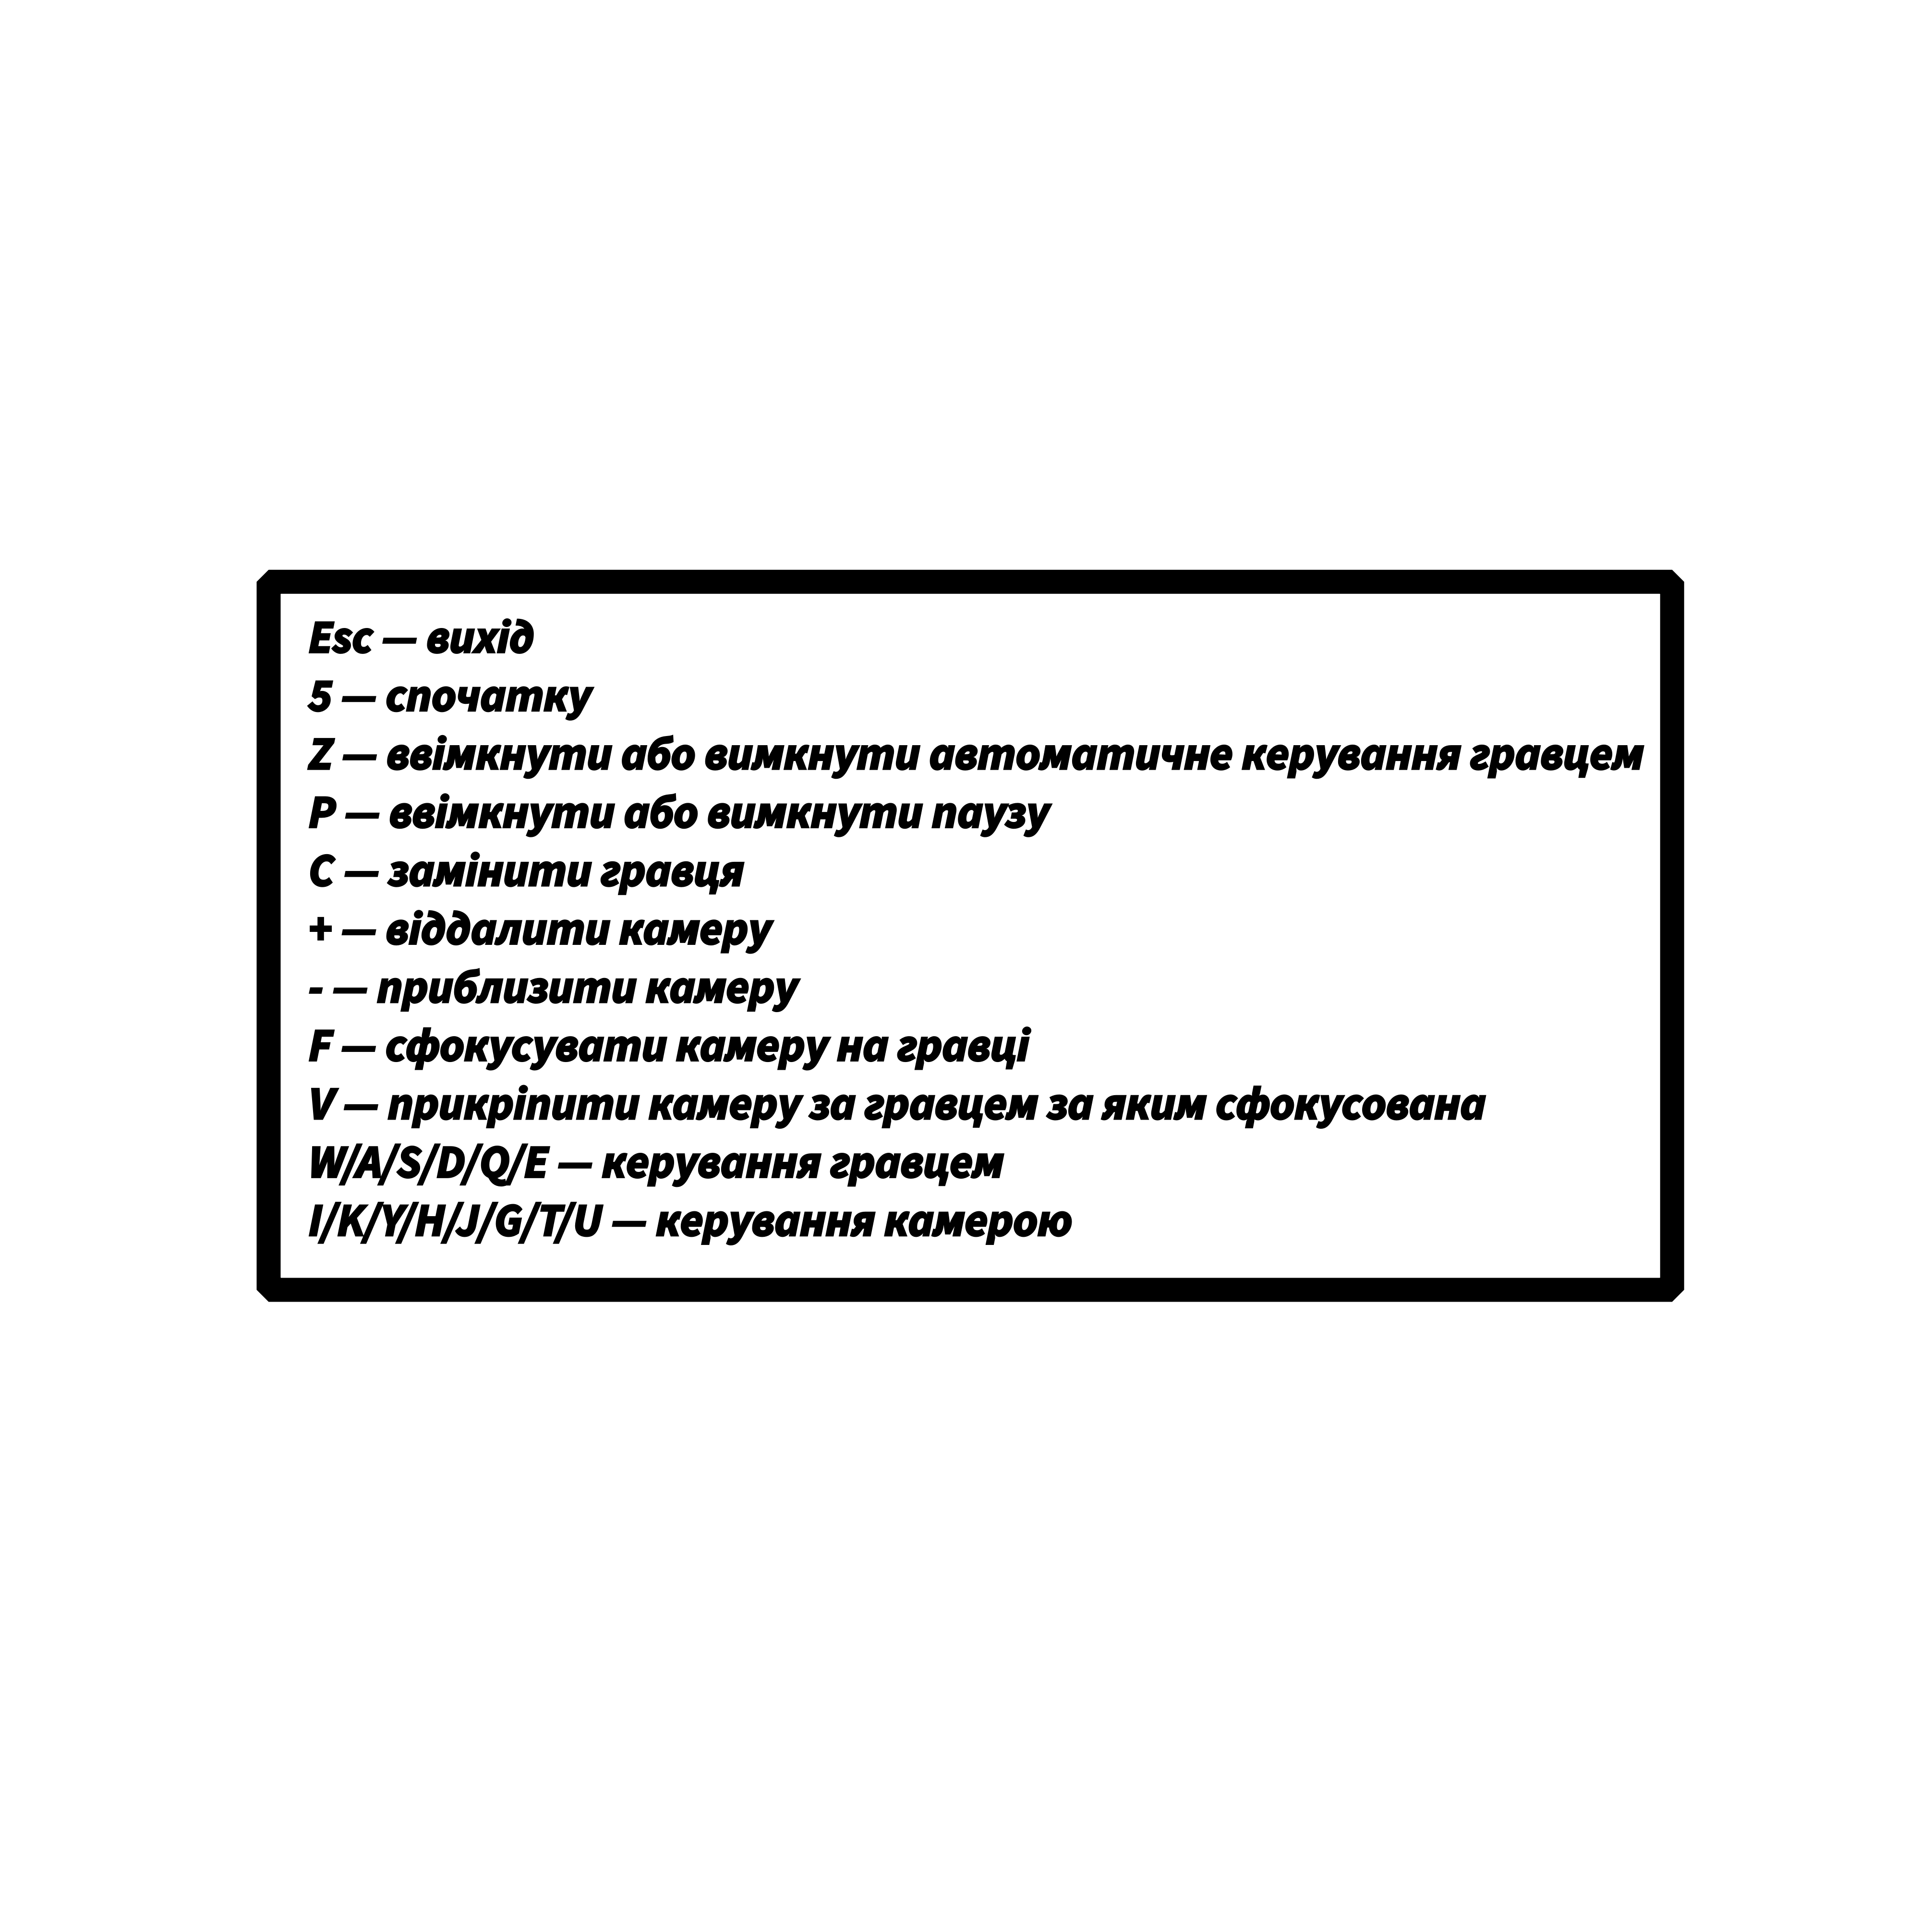 Esc — вихід
5 — спочатку
Z — ввімкнути або вимкнути автоматичне керування гравцем
P — ввімкнути або вимкнути паузу
C — замінити гравця
+ — віддалити камеру
- — приблизити камеру
F — сфокусувати камеру на гравці
V — прикріпити камеру за гравцем за яким сфокусована
W/A/S/D/Q/E — керування гравцем
I/K/Y/H/J/G/T/U — керування камерою